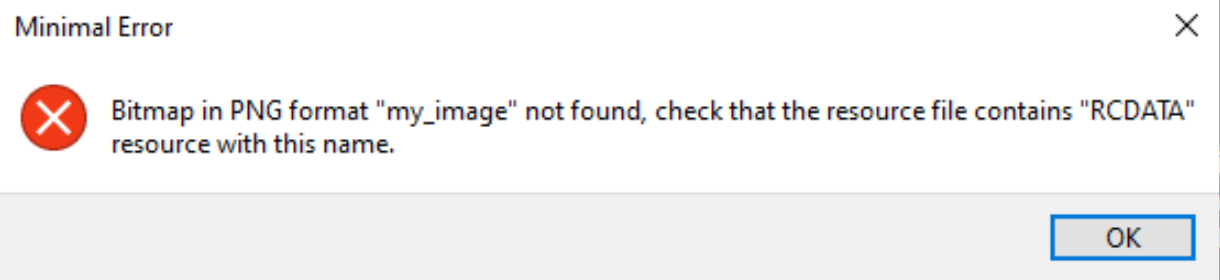 Minimal Error
Bitmap in PNG format "my_image" not found, check that the resource file contains "RCDATA"
resource with this name.
OK